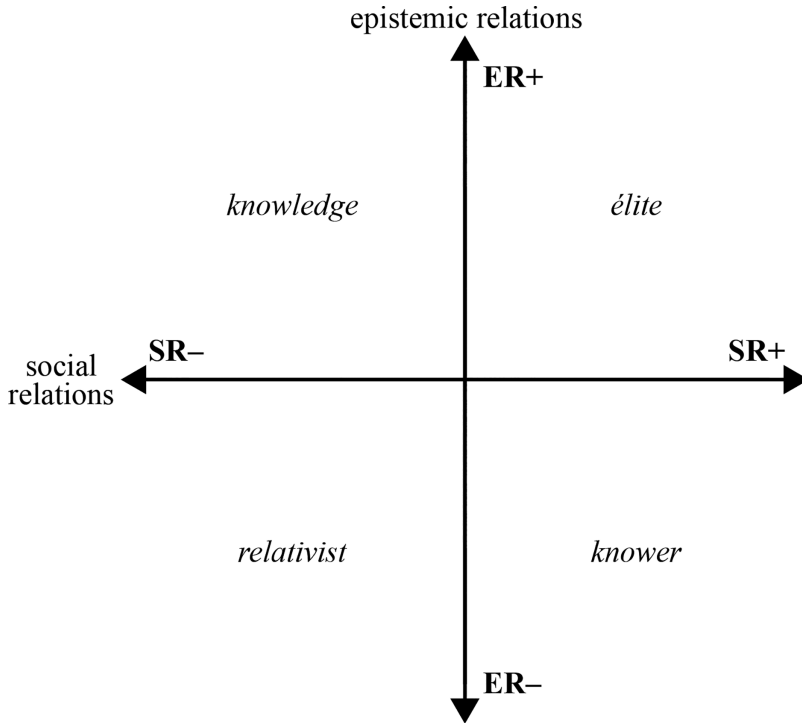 epistemic relations
ER+
knowledge
élite
SR–
SR+
social
relations
relativist
knower
ER–